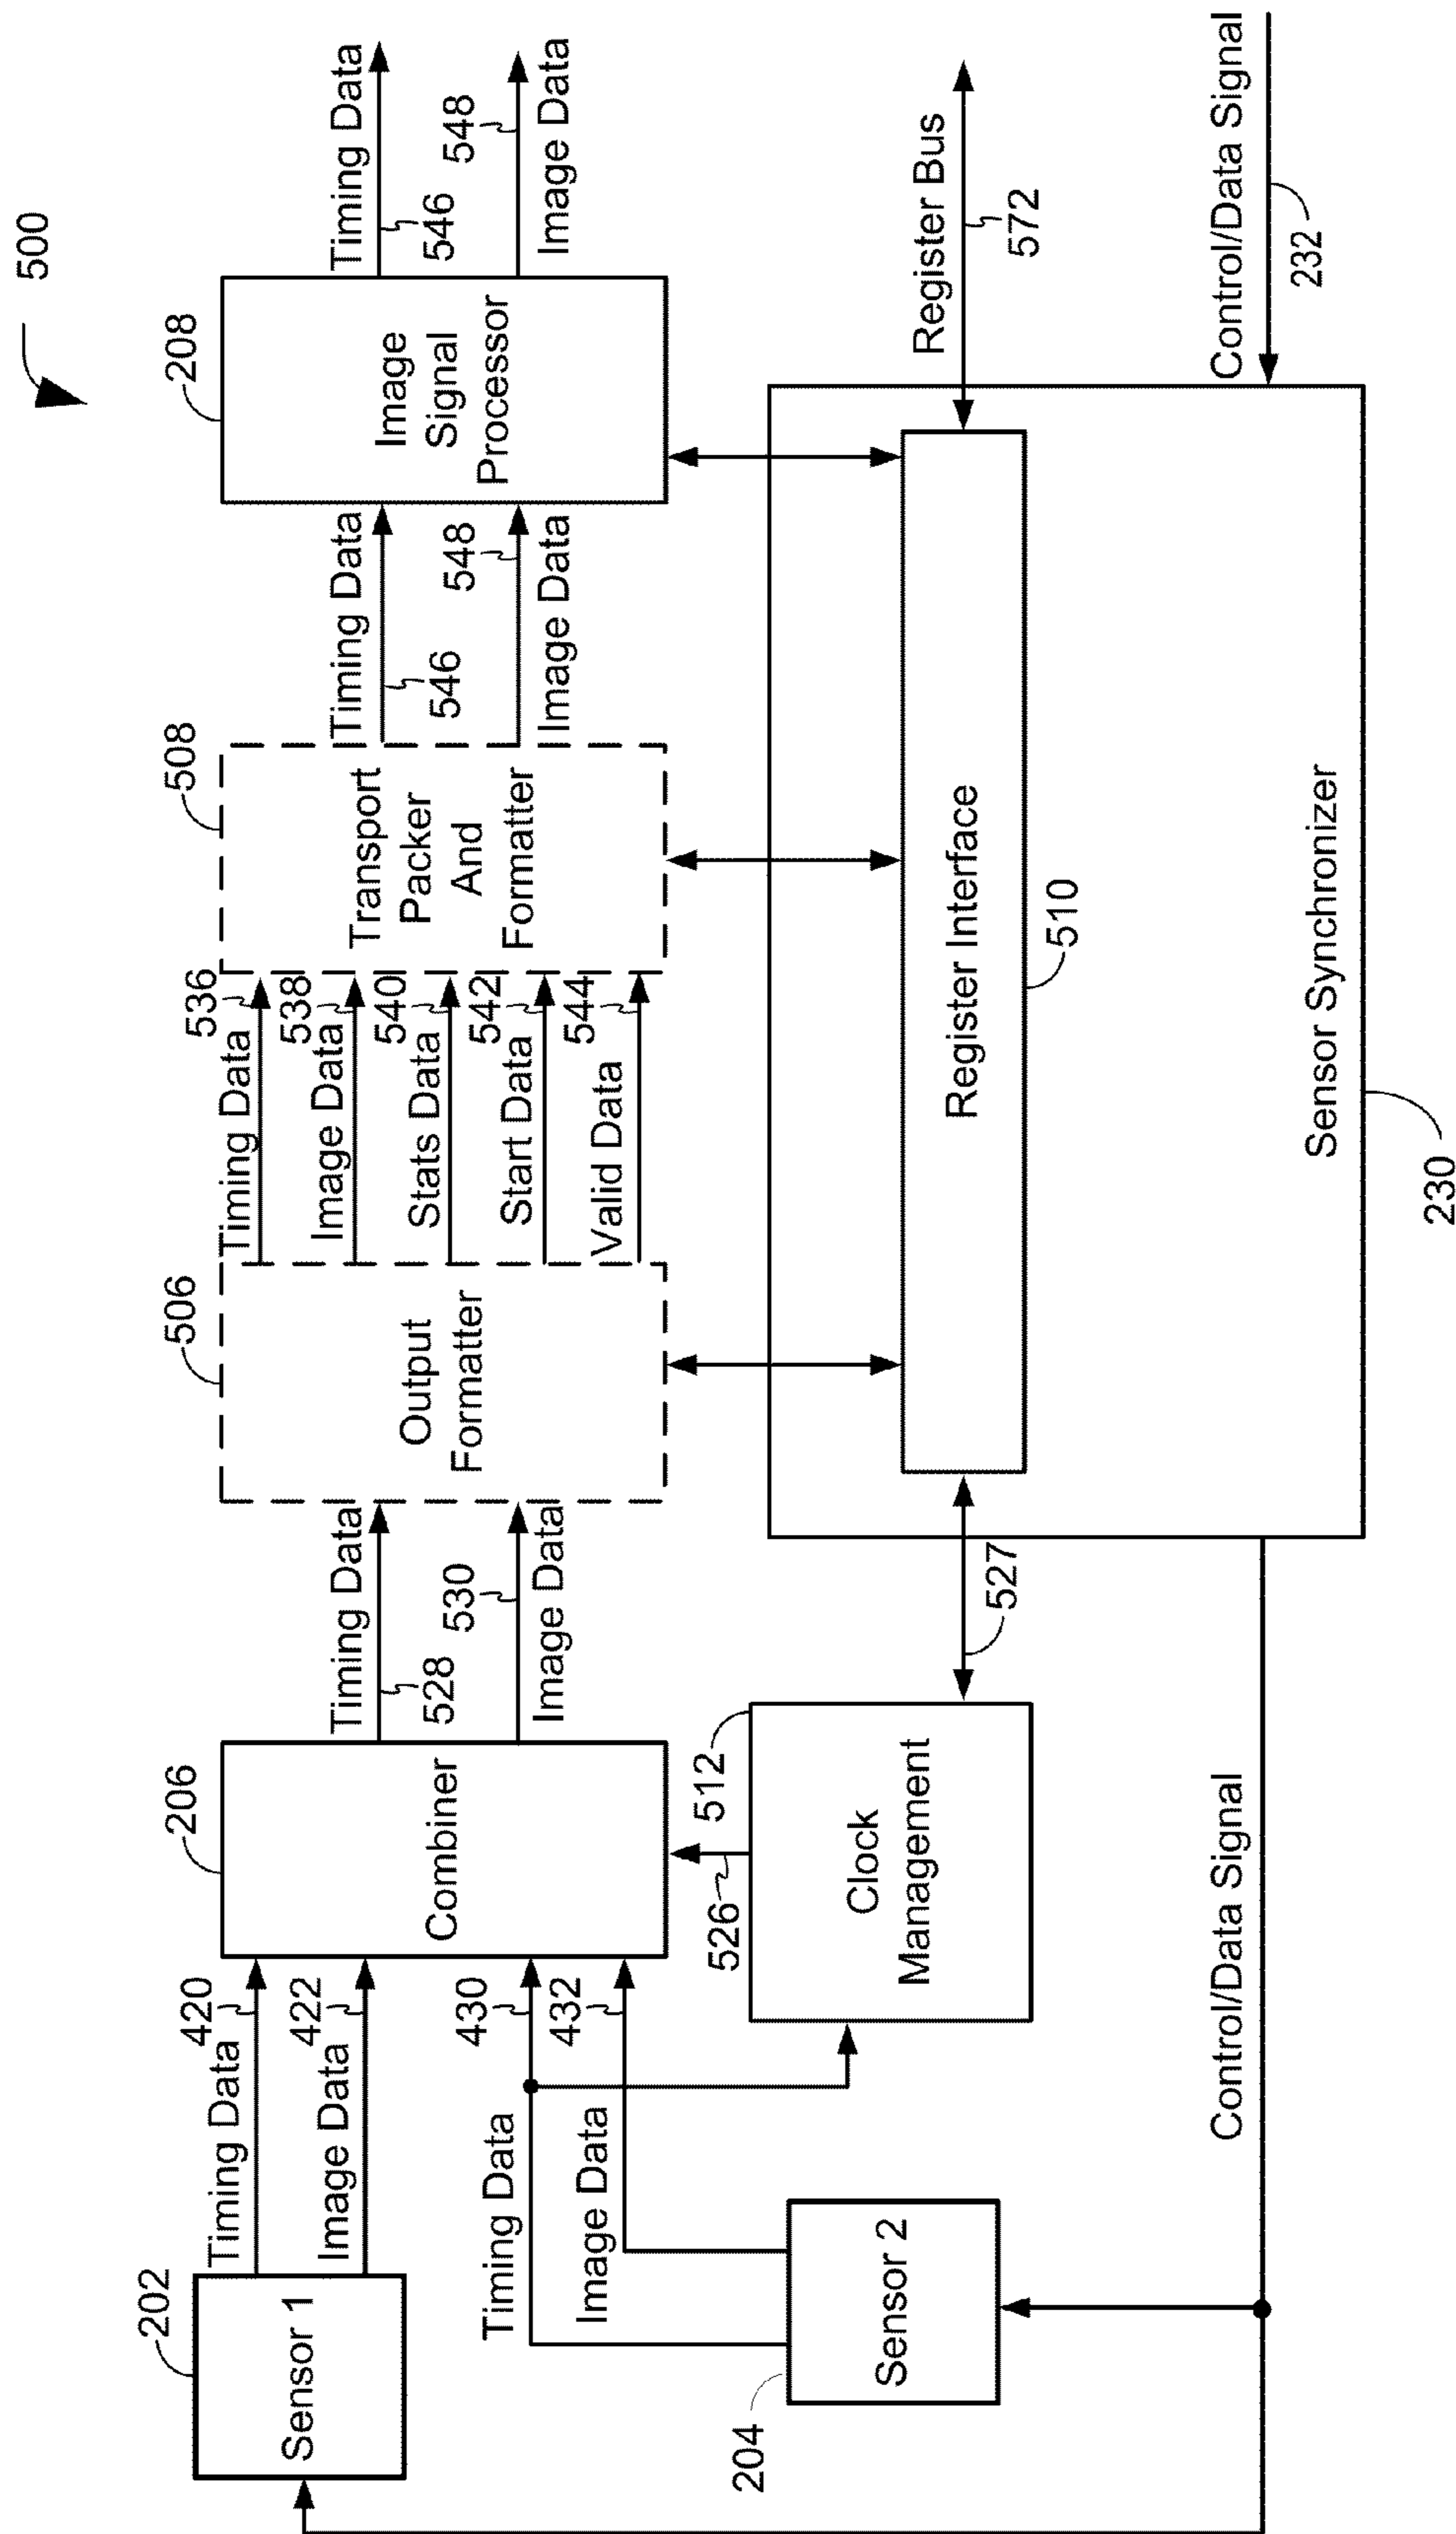 500
202
Sensor 1
Timing Data
420
Image Data
422
206
Combiner
Timing Data
528
530
Image Data
506
Output
Formatter
Timing Data
536
Image Data
538
Stats Data
540
Start Data
542
Valid Data
544
508
Transport
Packer
And
Formatter
Timing Data
546
548
Image Data
208
Image
Signal
Processor
Timing Data
546
548
Image Data
Timing Data
430
Image Data
432
204
Sensor 2
526
512
Clock
Management
527
Register Interface
510
Register Bus
572
Sensor Synchronizer
230
Control/Data Signal
Control/Data Signal
232